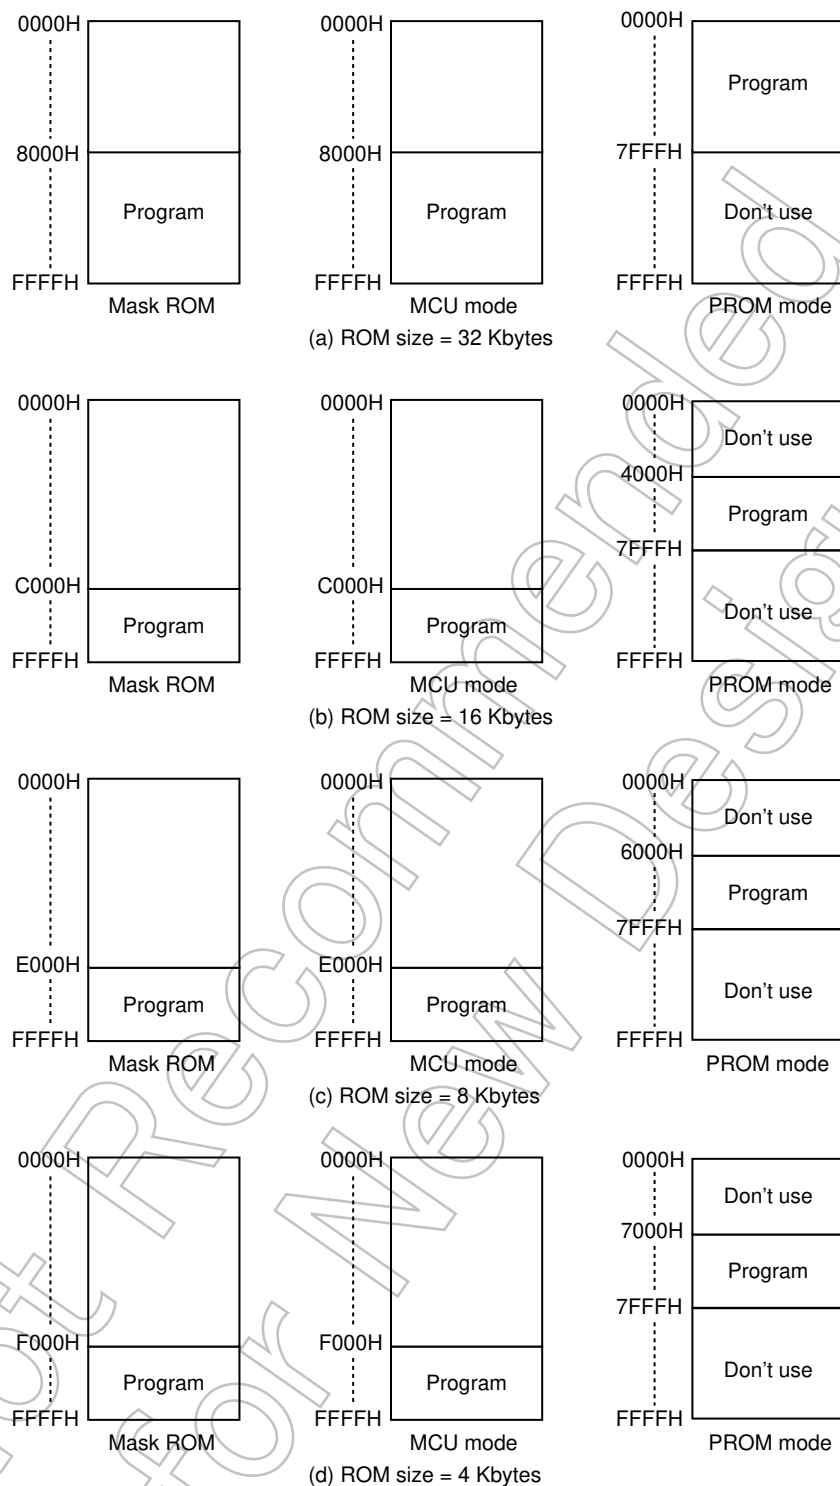 0000H 0000H 0000H
Program
8000H 8000H 7FFFH
Program Program Don't use
FFFFH FFFFH FFFFH
Mask ROM MCU mode PROM mode
(a) ROM size = 32 Kbytes
0000H 0000H 0000H
Don't use
4000H
Program
7FFFH
C000H C000H
Program Program Don't use
FFFFH FFFFH FFFFH
Mask ROM MCU mode PROM mode
(b) ROM size = 16 Kbytes
0000H 0000H 0000H
Don't use
6000H
Program
7FFFH
E000H E000H
Program Program Don't use
FFFFH FFFFH FFFFH
Mask ROM MCU mode PROM mode
(c) ROM size = 8 Kbytes
0000H 0000H 0000H
Don't use
7000H
Program
7FFFH
F000H F000H
Program Program Don't use
FFFFH FFFFH FFFFH
Mask ROM MCU mode PROM mode
(d) ROM size = 4 Kbytes
Recommended
for New